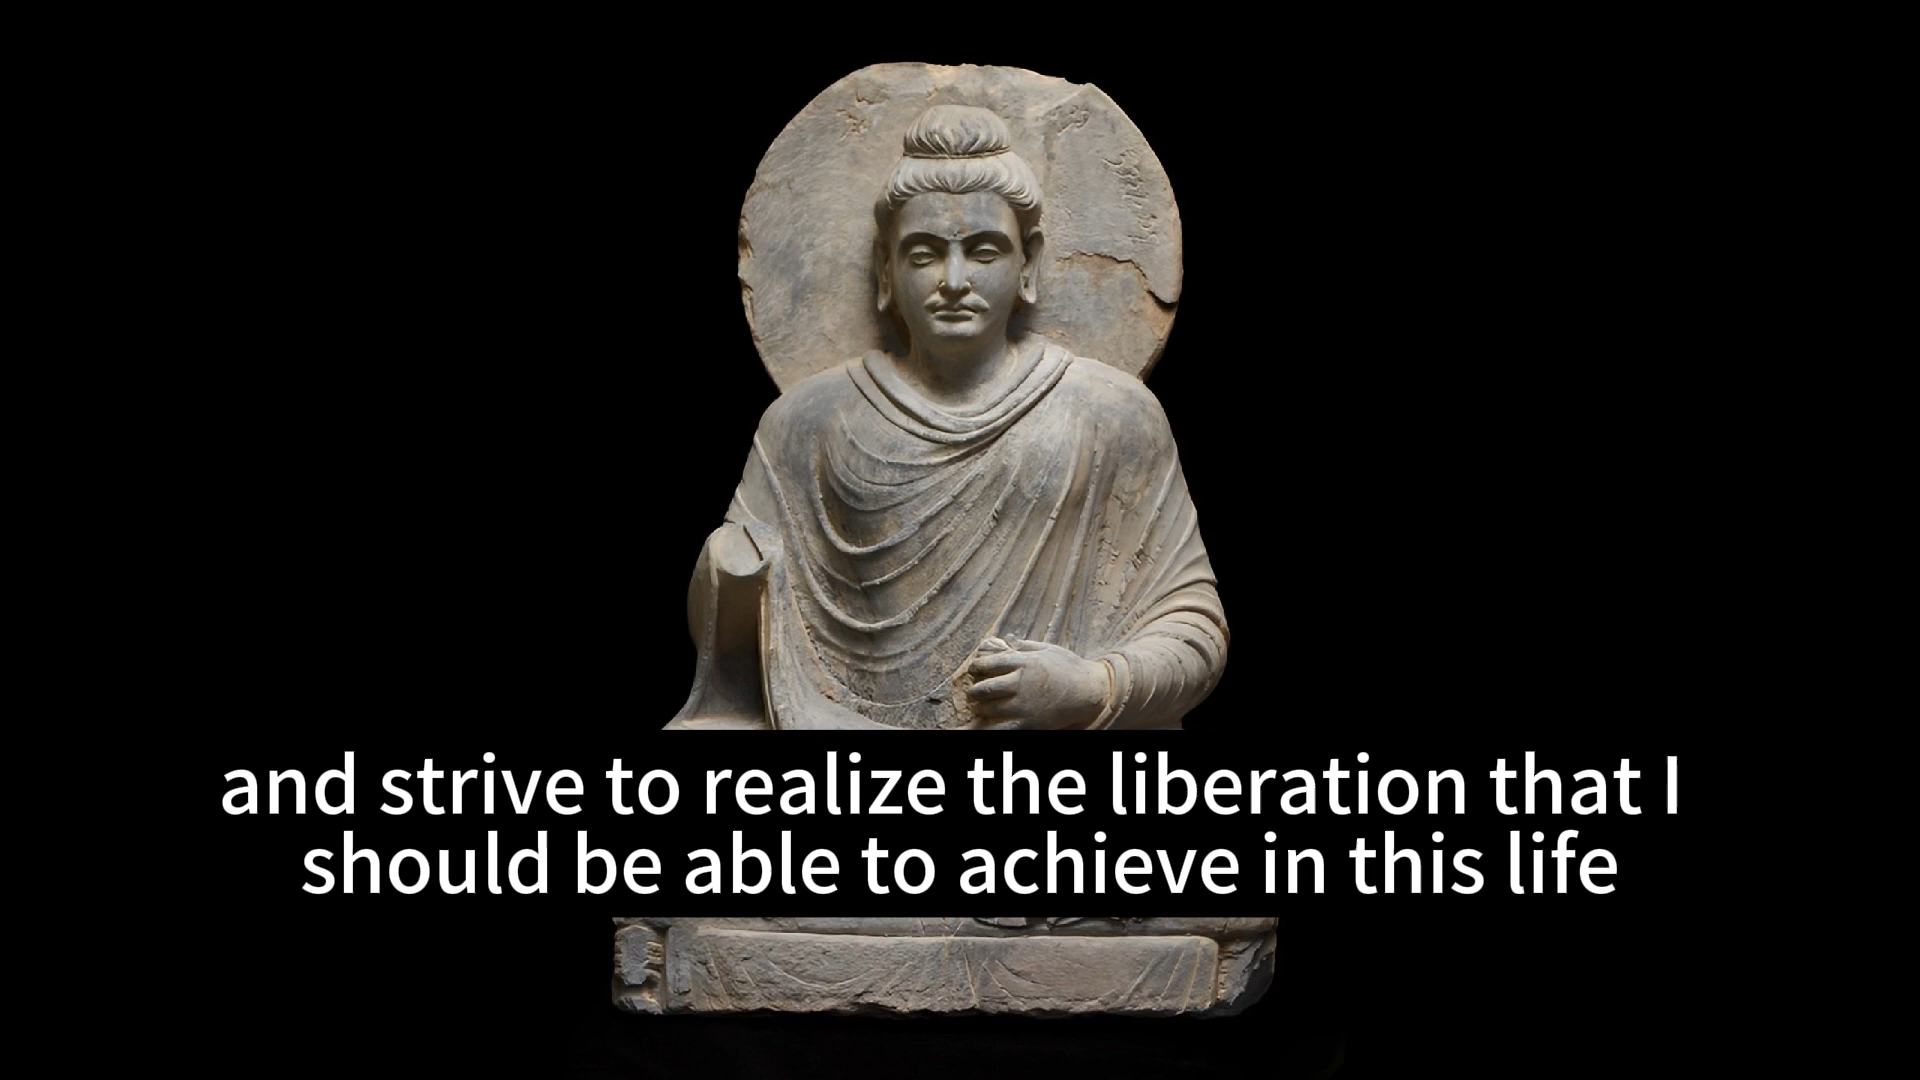 and strive to realize the liberation that I
should be able to achieve in this life